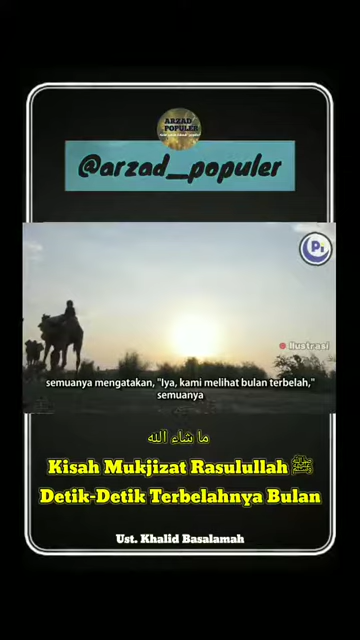 ARZAD
POPULER
@arzad_populer
P1
Ilustrasi
semuanya mengatakan, "Iya, kami melihat bulan terbelah,"
semuanya
ما شاء الله
Kisah Mukjizat Rasulullah ﷺ
Detik-Detik Terbelahnya Bulan
Ust. Khalid Basalamah